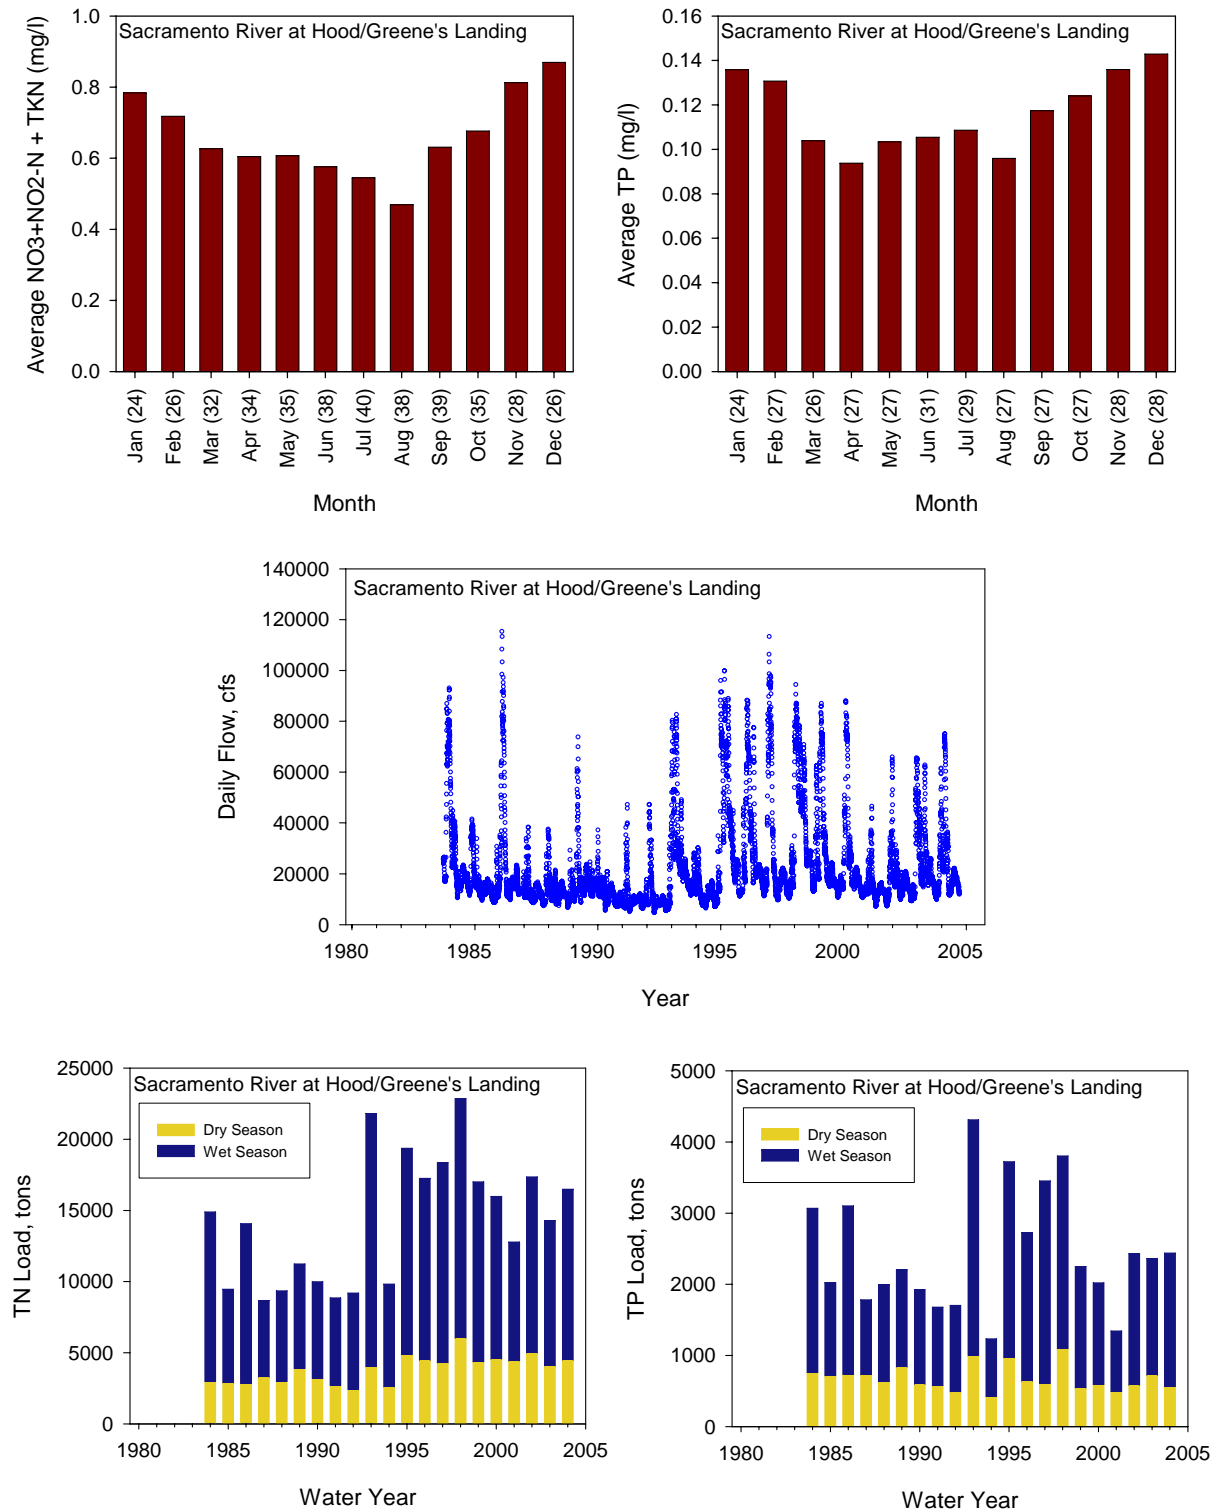 Sacramento River at Hood/Greene's Landing
Average NO3+NO2-N + TKN (mg/l)
1.0
0.8
0.6
0.4
0.2
0.0
Jan (24)
Feb (26)
Mar (32)
Apr (34)
May (35)
Jun (38)
Jul (40)
Aug (38)
Sep (39)
Oct (35)
Nov (28)
Dec (26)
Month
Sacramento River at Hood/Greene's Landing
Average TP (mg/l)
0.16
0.14
0.12
0.10
0.08
0.06
0.04
0.02
0.00
Jan (24)
Feb (27)
Mar (26)
Apr (27)
May (27)
Jun (31)
Jul (29)
Aug (27)
Sep (27)
Oct (27)
Nov (28)
Dec (28)
Month
Sacramento River at Hood/Greene's Landing
Daily Flow, cfs
140000
120000
100000
80000
60000
40000
20000
0
1980 1985 1990 1995 2000 2005
Year
Sacramento River at Hood/Greene's Landing
Dry Season
Wet Season
TN Load, tons
25000
20000
15000
10000
5000
0
1980 1985 1990 1995 2000 2005
Water Year
Sacramento River at Hood/Greene's Landing
Dry Season
Wet Season
TP Load, tons
5000
4000
3000
2000
1000
0
1980 1985 1990 1995 2000 2005
Water Year